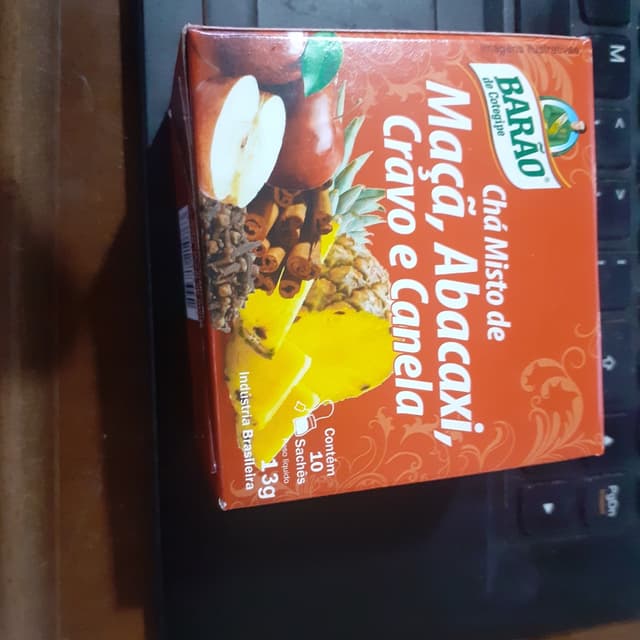 Imagens ilustrativas
BARÃO
de Cotegipe
Chá Misto de
Maçã, Abacaxi,
Cravo e Canela
Contém
10
Sachês
Peso líquido
13g
Indústria Brasileira
M
<
>
PgDn